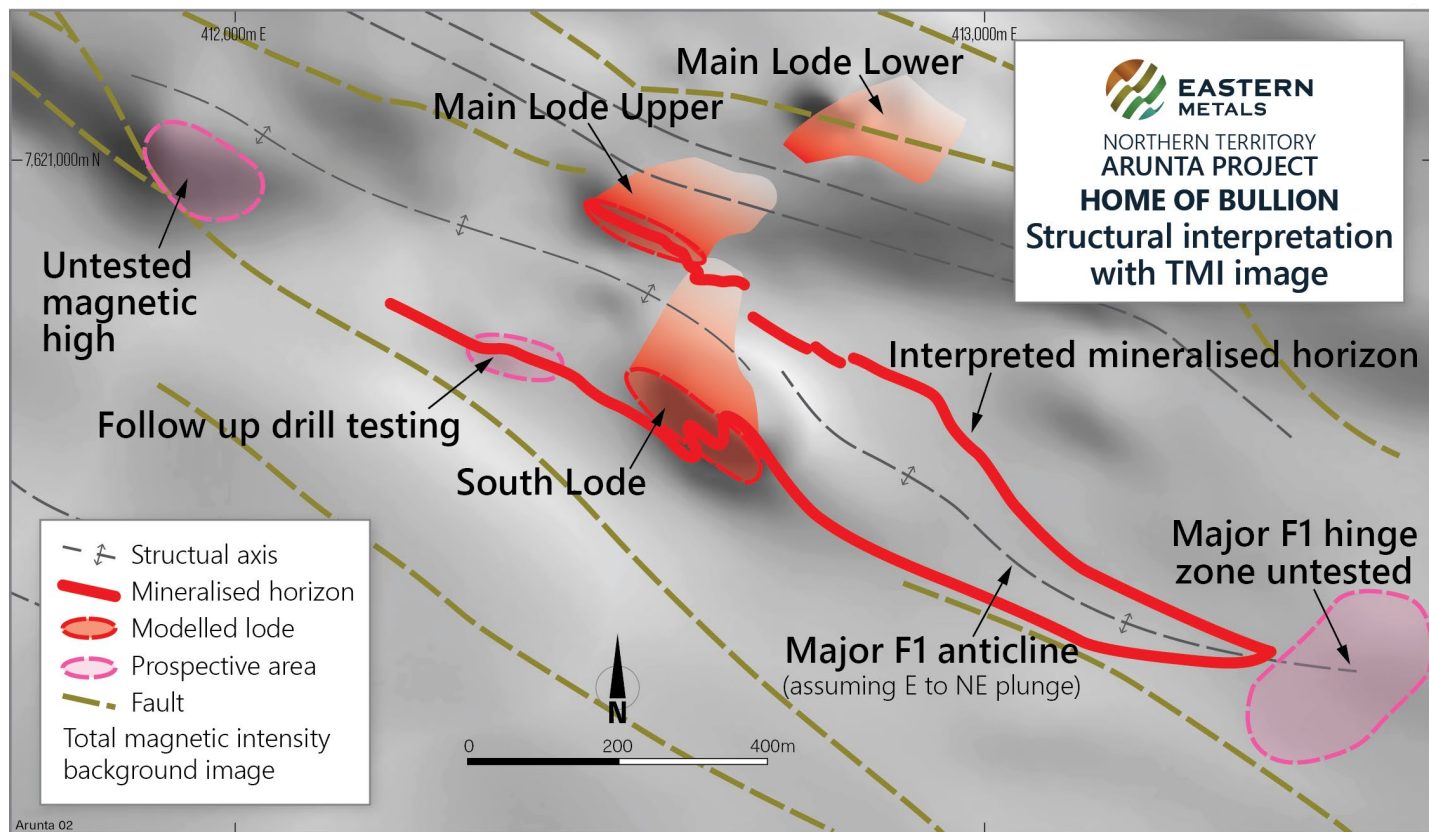 412,000m E
413,000m E
7,621,000m N
Main Lode Lower
Main Lode Upper
EASTERN
METALS
NORTHERN TERRITORY
ARUNTA PROJECT
HOME OF BULLION
Structural interpretation
with TMI image
Untested
magnetic
high
Interpreted mineralised horizon
Follow up drill testing
South Lode
Major F1 hinge
zone untested
Major F1 anticline
(assuming E to NE plunge)
Structual axis
Mineralised horizon
Modelled lode
Prospective area
Fault
Total magnetic intensity
background image
N
0 200 400m
Arunta 02